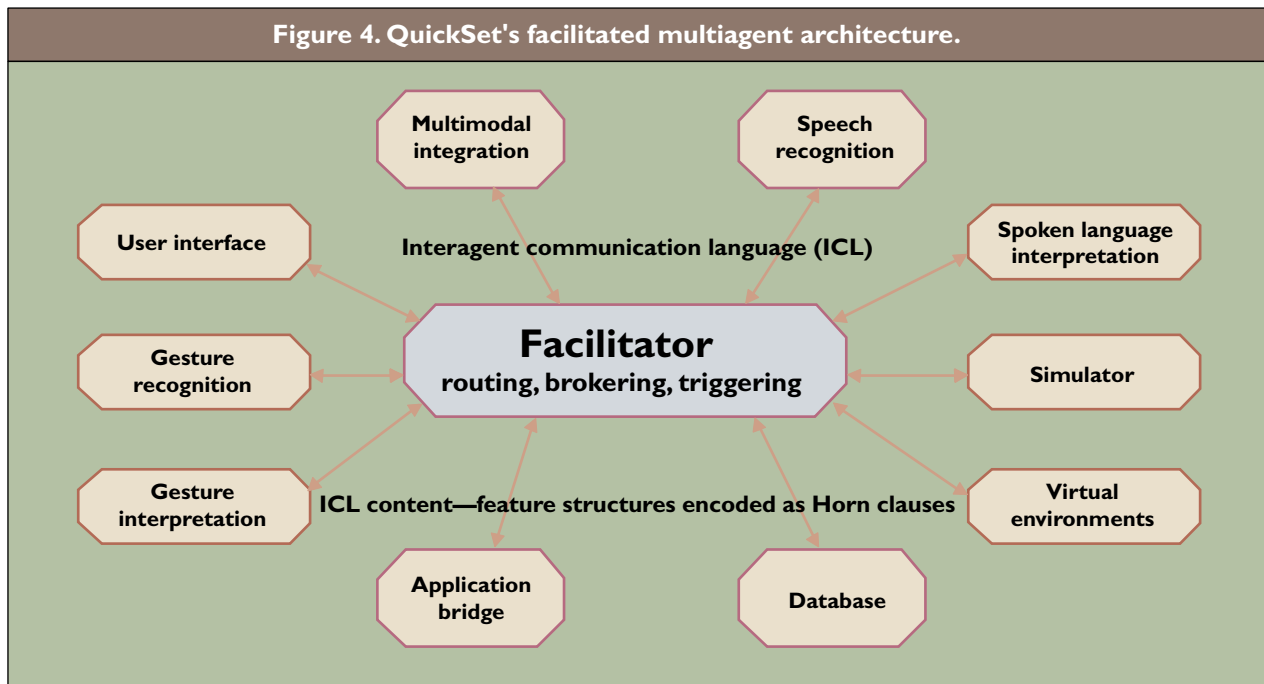 Figure 4. QuickSet's facilitated multiagent architecture.
Multimodal
integration
Speech
recognition
User interface
Interagent communication language (ICL)
Spoken language
interpretation
Facilitator
routing, brokering, triggering
Gesture
recognition
Simulator
Gesture
interpretation
ICL content—feature structures encoded as Horn clauses
Virtual
environments
Application
bridge
Database